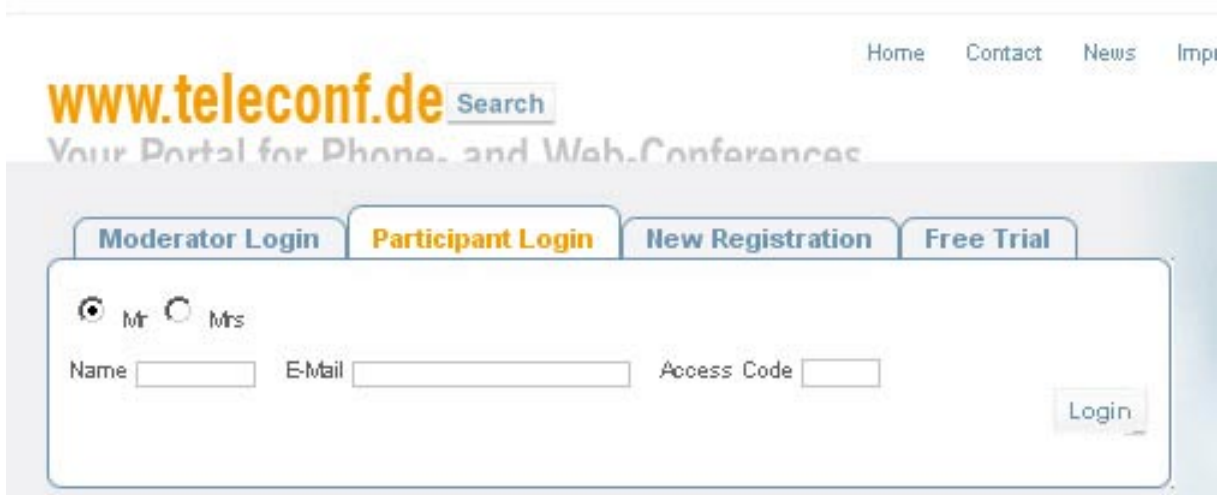 Home Contact News Impr
www.teleconf.de Search
Your Portal for Phone- and Web-Conferences
Moderator Login Participant Login New Registration Free Trial
Mr Mrs
Name E-Mail Access Code
Login